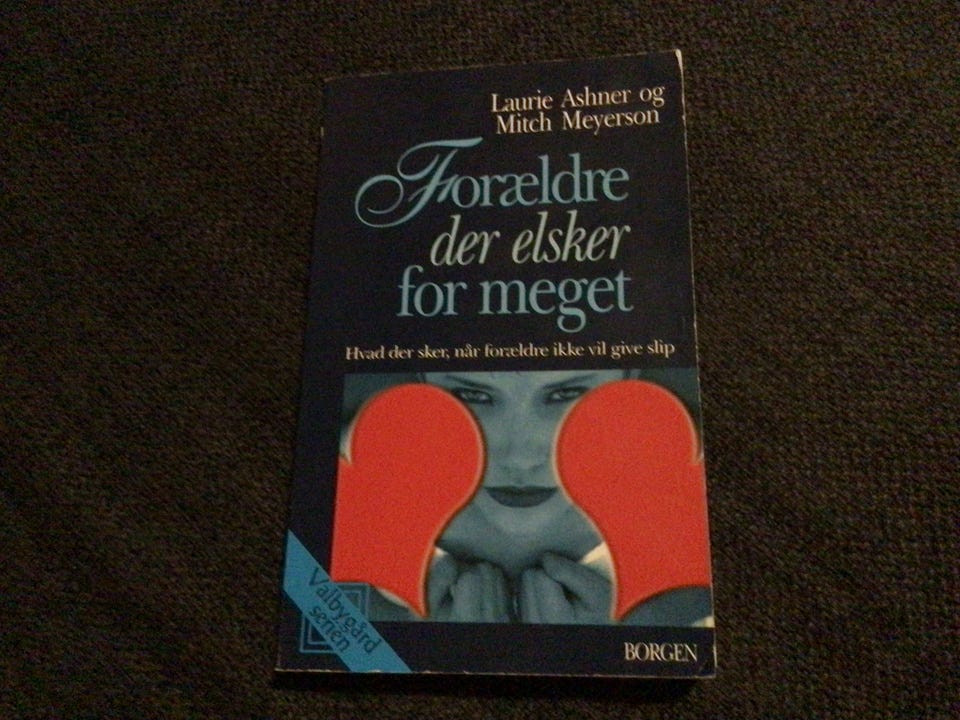 Laurie Ashner og
Mitch Meyerson
Forældre
der elsker
for meget
Hvad der sker, når forældre ikke vil give slip
Valbygård
serien
BORGEN